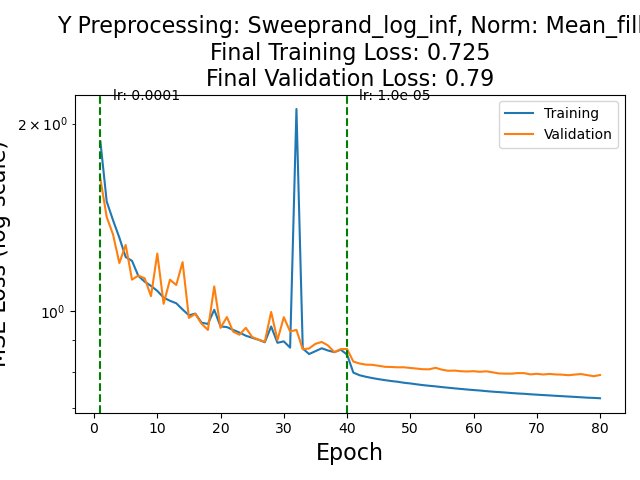 Y Preprocessing: Sweeprand_log_inf, Norm: Mean_fill
Final Training Loss: 0.725
Final Validation Loss: 0.79
lr: 0.0001
lr: 1.0e-05
Training
Validation
2 × 10⁰
10⁰
MSE Loss (log scale)
0 10 20 30 40 50 60 70 80
Epoch